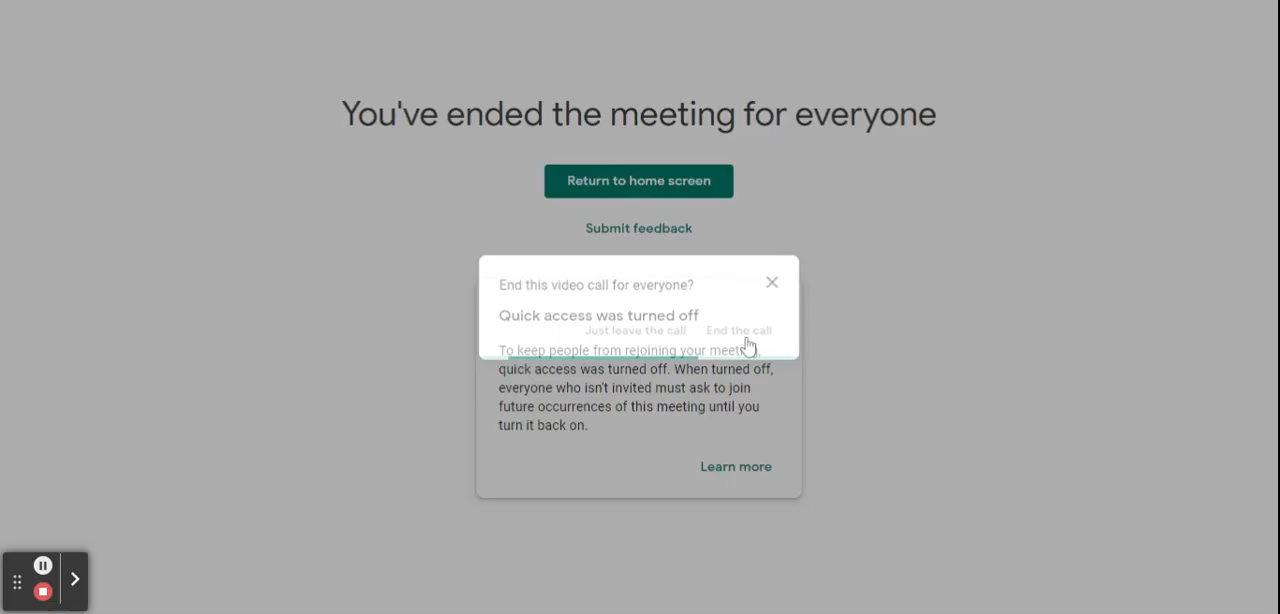 You've ended the meeting for everyone
Return to home screen
Submit feedback
End this video call for everyone?
Quick access was turned off
Just leave the call End the call
To keep people from rejoining your meeting,
quick access was turned off. When turned off,
everyone who isn't invited must ask to join
future occurrences of this meeting until you
turn it back on.
Learn more